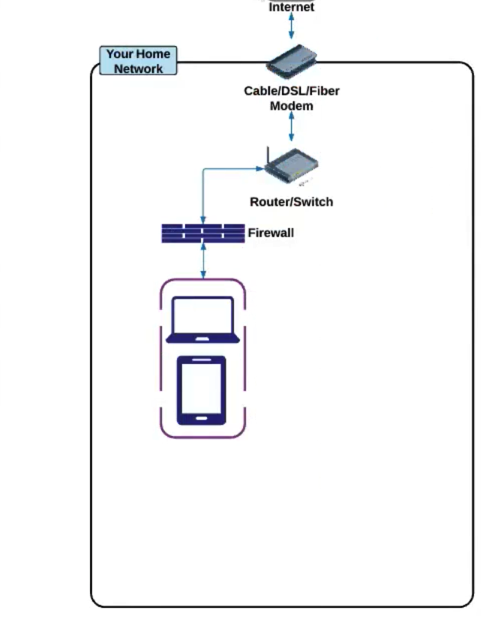 Internet
Your Home
Network
Cable/DSL/Fiber
Modem
Router/Switch
Firewall